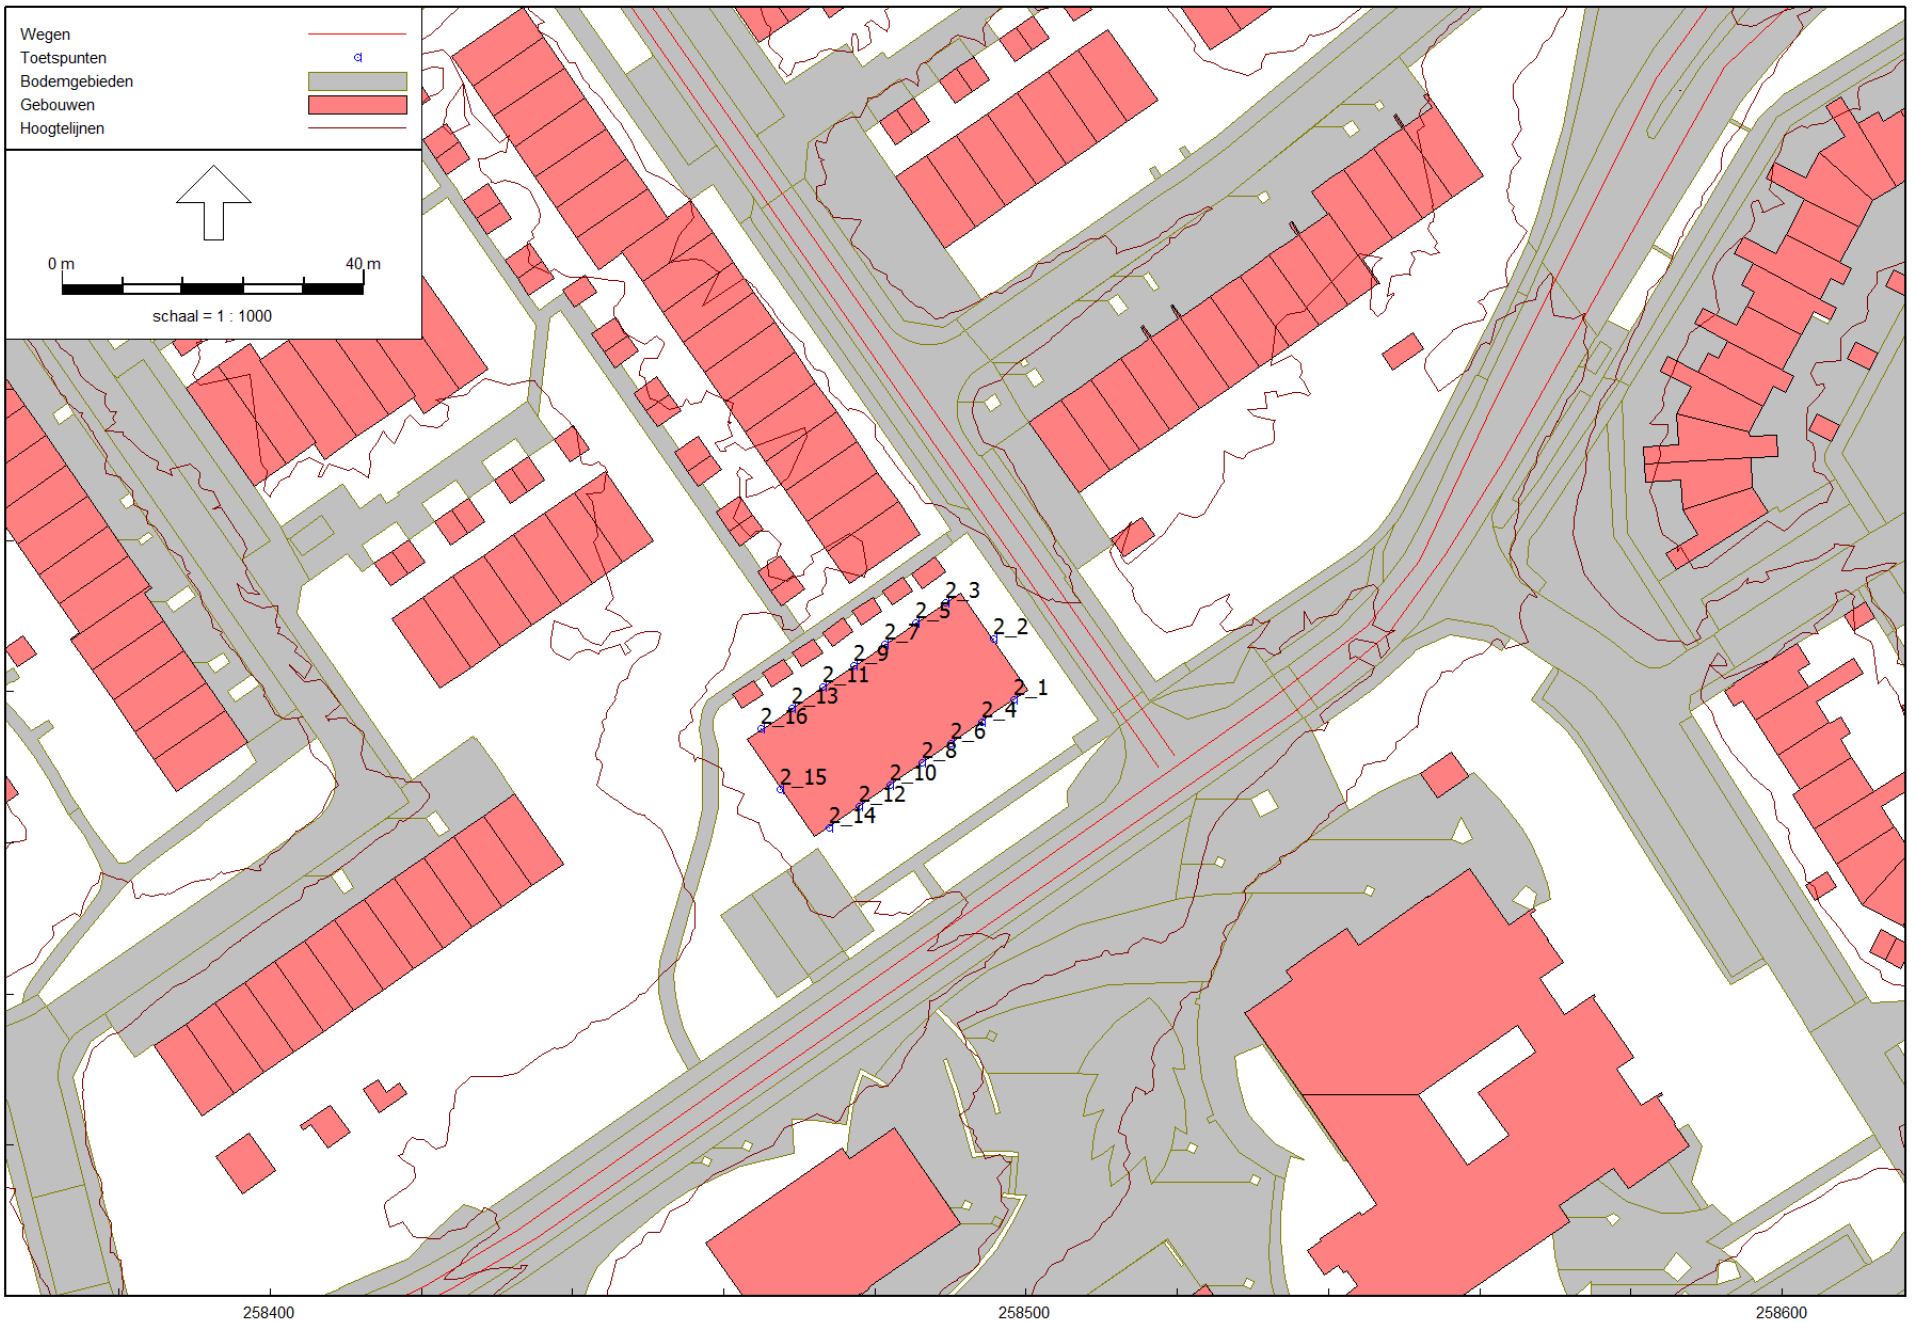 Wegen
Toetspunten
Bodemgebieden
Gebouwen
Hoogtelijnen
0 m 40 m
schaal = 1 : 1000
2_3
2_5
2_2
2_7
2_9
2_11
2_1
2_13
2_4
2_16
2_6
2_8
2_15
2_10
2_12
2_14
258400 258500 258600